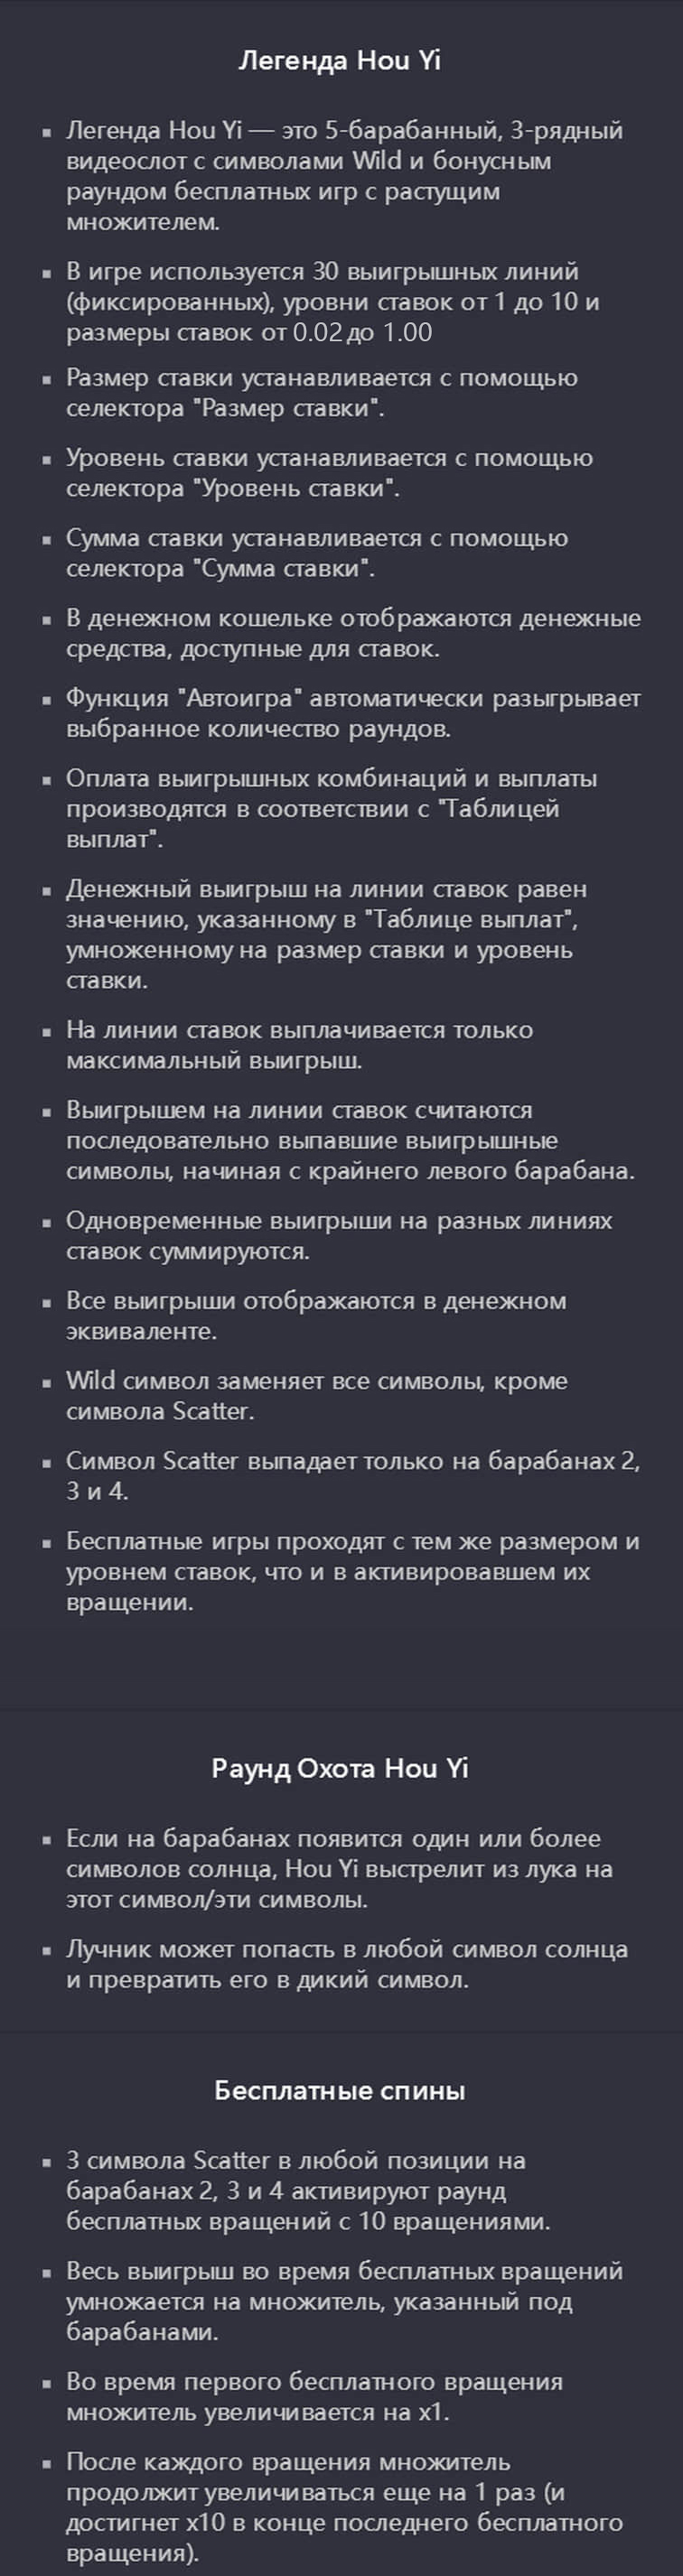 Легенда Hou Yi
▪ Легенда Hou Yi — это 5-барабанный, 3-рядный
видеослот с символами Wild и бонусным
раундом бесплатных игр с растущим
множителем.
▪ В игре используется 30 выигрышных линий
(фиксированных), уровни ставок от 1 до 10 и
размеры ставок от 0.02 до 1.00
▪ Размер ставки устанавливается с помощью
селектора "Размер ставки".
▪ Уровень ставки устанавливается с помощью
селектора "Уровень ставки".
▪ Сумма ставки устанавливается с помощью
селектора "Сумма ставки".
▪ В денежном кошельке отображаются денежные
средства, доступные для ставок.
▪ Функция "Автоигра" автоматически разыгрывает
выбранное количество раундов.
▪ Оплата выигрышных комбинаций и выплаты
производятся в соответствии с "Таблицей
выплат".
▪ Денежный выигрыш на линии ставок равен
значению, указанному в "Таблице выплат",
умноженному на размер ставки и уровень
ставки.
▪ На линии ставок выплачивается только
максимальный выигрыш.
▪ Выигрышем на линии ставок считаются
последовательно выпавшие выигрышные
символы, начиная с крайнего левого барабана.
▪ Одновременные выигрыши на разных линиях
ставок суммируются.
▪ Все выигрыши отображаются в денежном
эквиваленте.
▪ Wild символ заменяет все символы, кроме
символа Scatter.
▪ Символ Scatter выпадает только на барабанах 2,
3 и 4.
▪ Бесплатные игры проходят с тем же размером и
уровнем ставок, что и в активировавшем их
вращении.
Раунд Охота Hou Yi
▪ Если на барабанах появится один или более
символов солнца, Hou Yi выстрелит из лука на
этот символ/эти символы.
▪ Лучник может попасть в любой символ солнца
и превратить его в дикий символ.
Бесплатные спины
▪ 3 символа Scatter в любой позиции на
барабанах 2, 3 и 4 активируют раунд
бесплатных вращений с 10 вращениями.
▪ Весь выигрыш во время бесплатных вращений
умножается на множитель, указанный под
барабанами.
▪ Во время первого бесплатного вращения
множитель увеличивается на x1.
▪ После каждого вращения множитель
продолжит увеличиваться еще на 1 раз (и
достигнет x10 в конце последнего бесплатного
вращения).